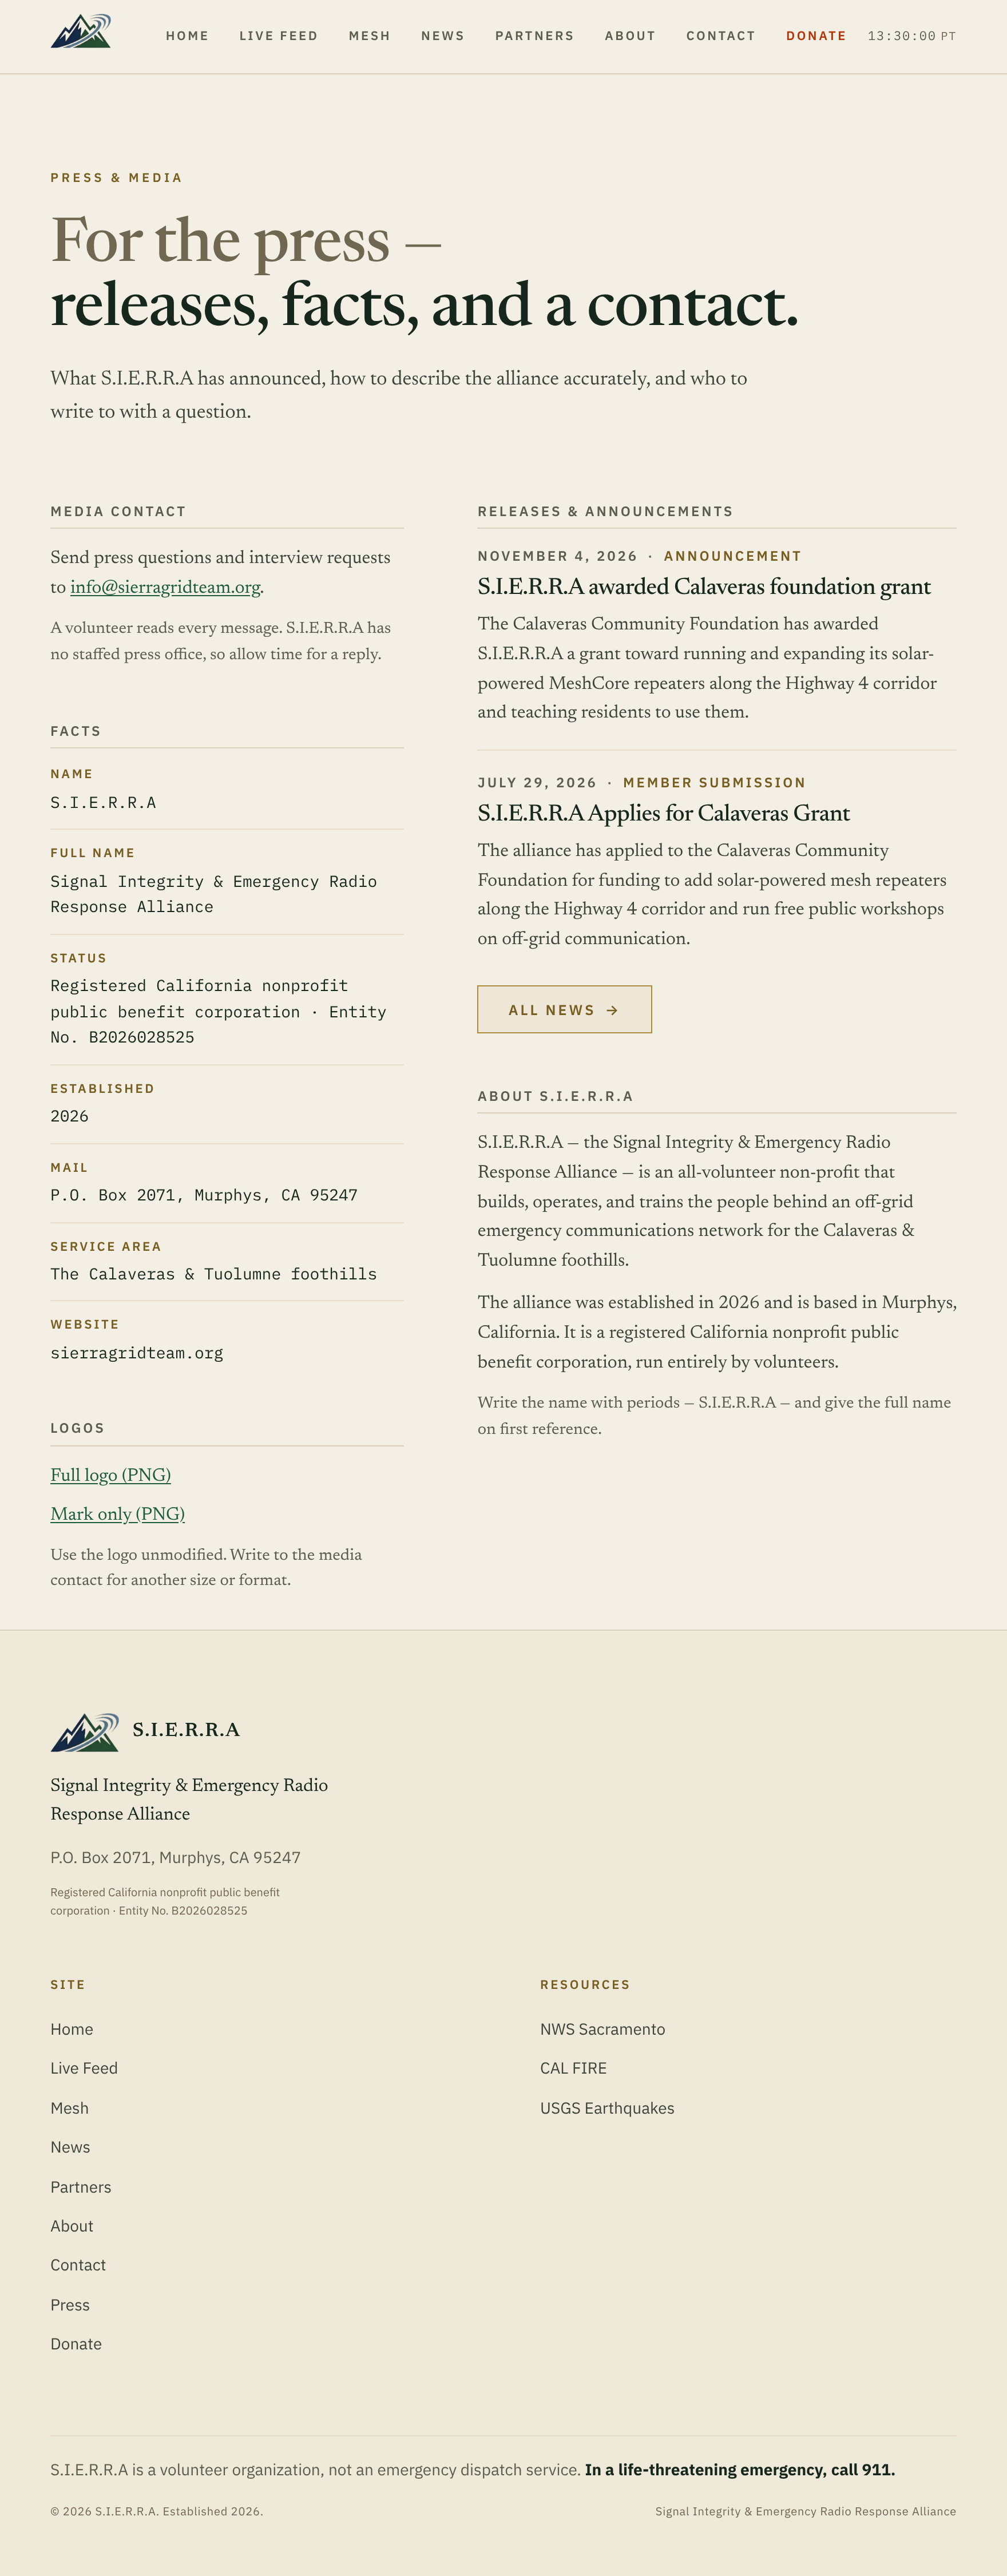 HOME LIVE FEED MESH NEWS PARTNERS ABOUT CONTACT DONATE 13:30:00 PT
PRESS & MEDIA
For the press —
releases, facts, and a contact.
What S.I.E.R.R.A has announced, how to describe the alliance accurately, and who to
write to with a question.
MEDIA CONTACT
Send press questions and interview requests
to info@sierragridteam.org.
A volunteer reads every message. S.I.E.R.R.A has
no staffed press office, so allow time for a reply.
FACTS
NAME
S.I.E.R.R.A
FULL NAME
Signal Integrity & Emergency Radio
Response Alliance
STATUS
Registered California nonprofit
public benefit corporation · Entity
No. B2026028525
ESTABLISHED
2026
MAIL
P.O. Box 2071, Murphys, CA 95247
SERVICE AREA
The Calaveras & Tuolumne foothills
WEBSITE
sierragridteam.org
LOGOS
Full logo (PNG)
Mark only (PNG)
Use the logo unmodified. Write to the media
contact for another size or format.
RELEASES & ANNOUNCEMENTS
NOVEMBER 4, 2026 · ANNOUNCEMENT
S.I.E.R.R.A awarded Calaveras foundation grant
The Calaveras Community Foundation has awarded
S.I.E.R.R.A a grant toward running and expanding its solar-
powered MeshCore repeaters along the Highway 4 corridor
and teaching residents to use them.
JULY 29, 2026 · MEMBER SUBMISSION
S.I.E.R.R.A Applies for Calaveras Grant
The alliance has applied to the Calaveras Community
Foundation for funding to add solar-powered mesh repeaters
along the Highway 4 corridor and run free public workshops
on off-grid communication.
ALL NEWS →
ABOUT S.I.E.R.R.A
S.I.E.R.R.A — the Signal Integrity & Emergency Radio
Response Alliance — is an all-volunteer non-profit that
builds, operates, and trains the people behind an off-grid
emergency communications network for the Calaveras &
Tuolumne foothills.
The alliance was established in 2026 and is based in Murphys,
California. It is a registered California nonprofit public
benefit corporation, run entirely by volunteers.
Write the name with periods — S.I.E.R.R.A — and give the full name
on first reference.
S.I.E.R.R.A
Signal Integrity & Emergency Radio
Response Alliance
P.O. Box 2071, Murphys, CA 95247
Registered California nonprofit public benefit
corporation · Entity No. B2026028525
SITE
Home
Live Feed
Mesh
News
Partners
About
Contact
Press
Donate
RESOURCES
NWS Sacramento
CAL FIRE
USGS Earthquakes
S.I.E.R.R.A is a volunteer organization, not an emergency dispatch service. In a life-threatening emergency, call 911.
© 2026 S.I.E.R.R.A. Established 2026.
Signal Integrity & Emergency Radio Response Alliance